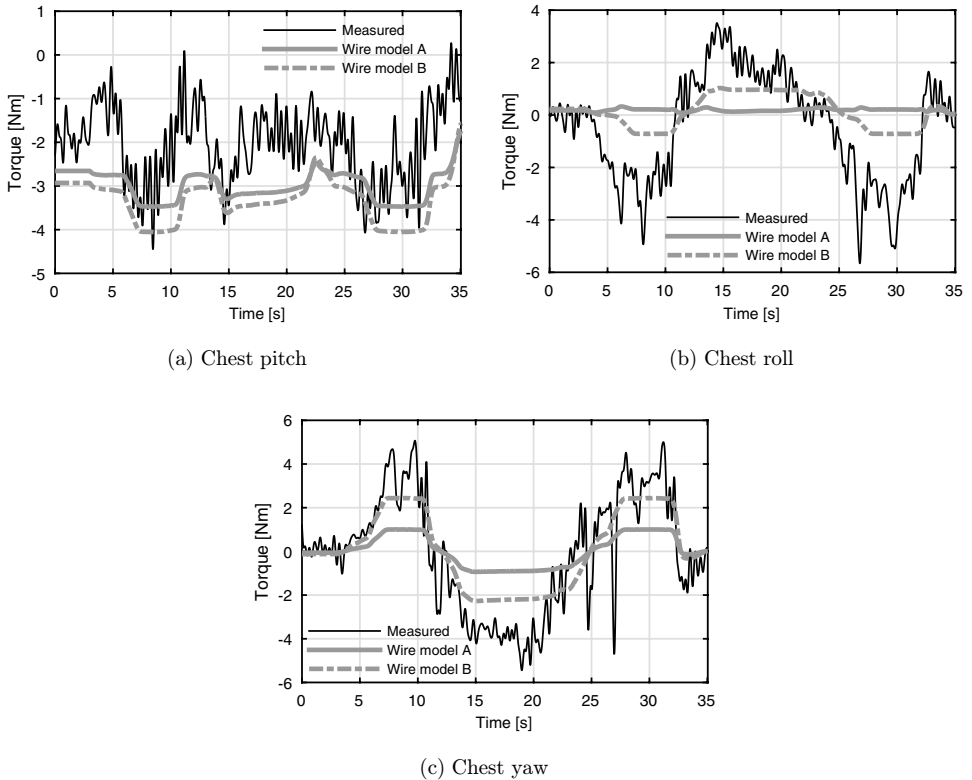 1
0
-1
-2
-3
-4
-5
Torque [Nm]
Measured
Wire model A
Wire model B
0 5 10 15 20 25 30 35
Time [s]
(a) Chest pitch
4
2
0
-2
-4
-6
Torque [Nm]
Measured
Wire model A
Wire model B
0 5 10 15 20 25 30 35
Time [s]
(b) Chest roll
6
4
2
0
-2
-4
-6
Torque [Nm]
Measured
Wire model A
Wire model B
0 5 10 15 20 25 30 35
Time [s]
(c) Chest yaw